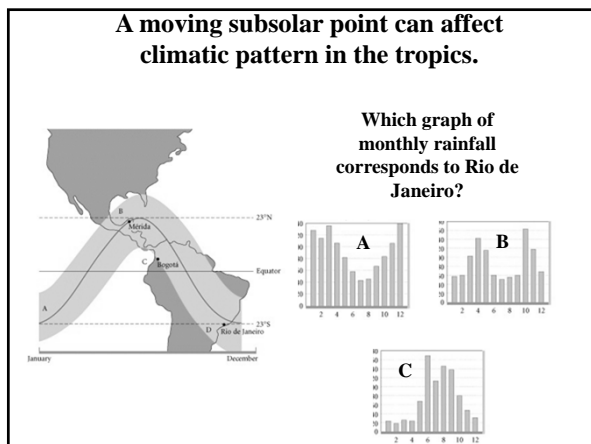 A moving subsolar point can affect
climatic pattern in the tropics.
Which graph of
monthly rainfall
corresponds to Rio de
Janeiro?
B
23°N
Mérida
C
Bogotá
Equator
A
23°S
D
Rio de Janeiro
January
December
A
2 4 6 8 10 12
B
2 4 6 8 10 12
C
2 4 6 8 10 12